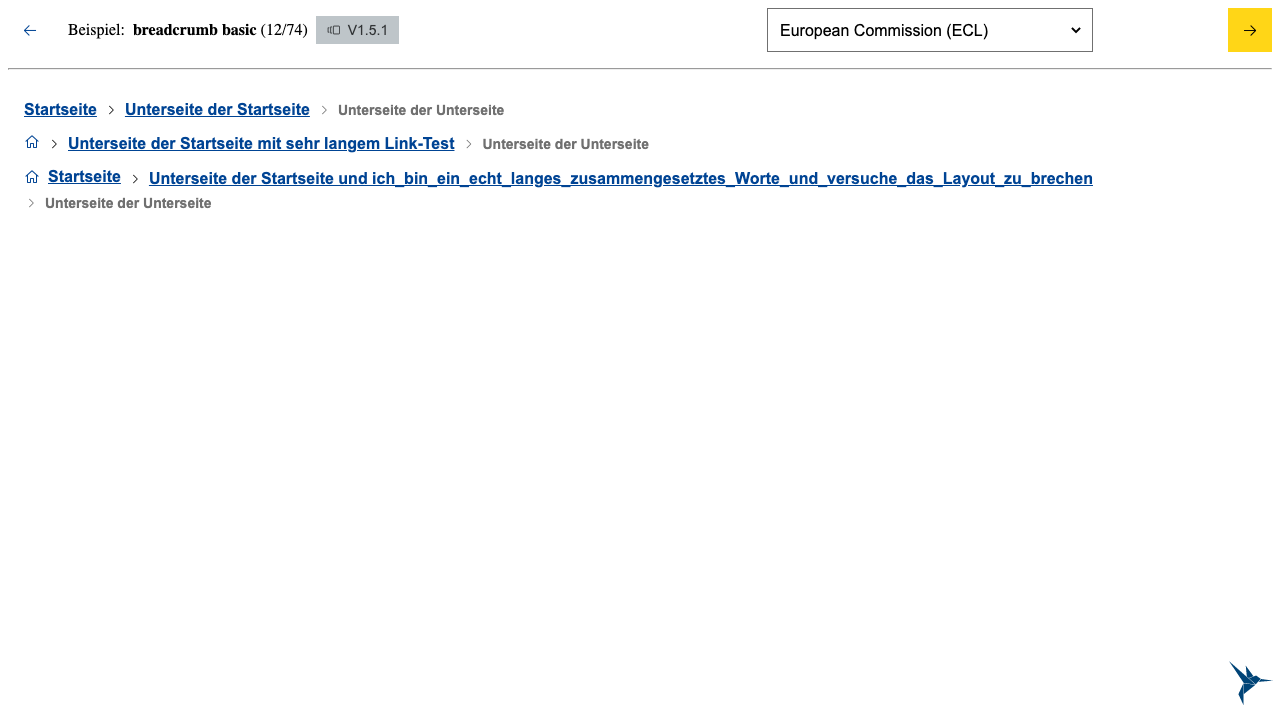 Beispiel: breadcrumb basic (12/74) V1.5.1 European Commission (ECL)
Startseite Unterseite der Startseite Unterseite der Unterseite
Unterseite der Startseite mit sehr langem Link-Test Unterseite der Unterseite
Startseite Unterseite der Startseite und ich_bin_ein_echt_langes_zusammengesetztes_Worte_und_versuche_das_Layout_zu_brechen
Unterseite der Unterseite